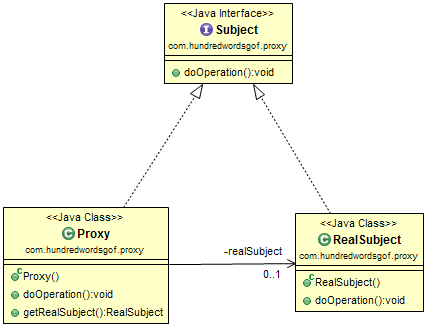 <<Java Interface>>
I Subject
com.hundredwordsgof.proxy
doOperation():void
<<Java Class>>
C Proxy
com.hundredwordsgof.proxy
C Proxy()
doOperation():void
getRealSubject():RealSubject
-realSubject
0..1
<<Java Class>>
C RealSubject
com.hundredwordsgof.proxy
C RealSubject()
doOperation():void